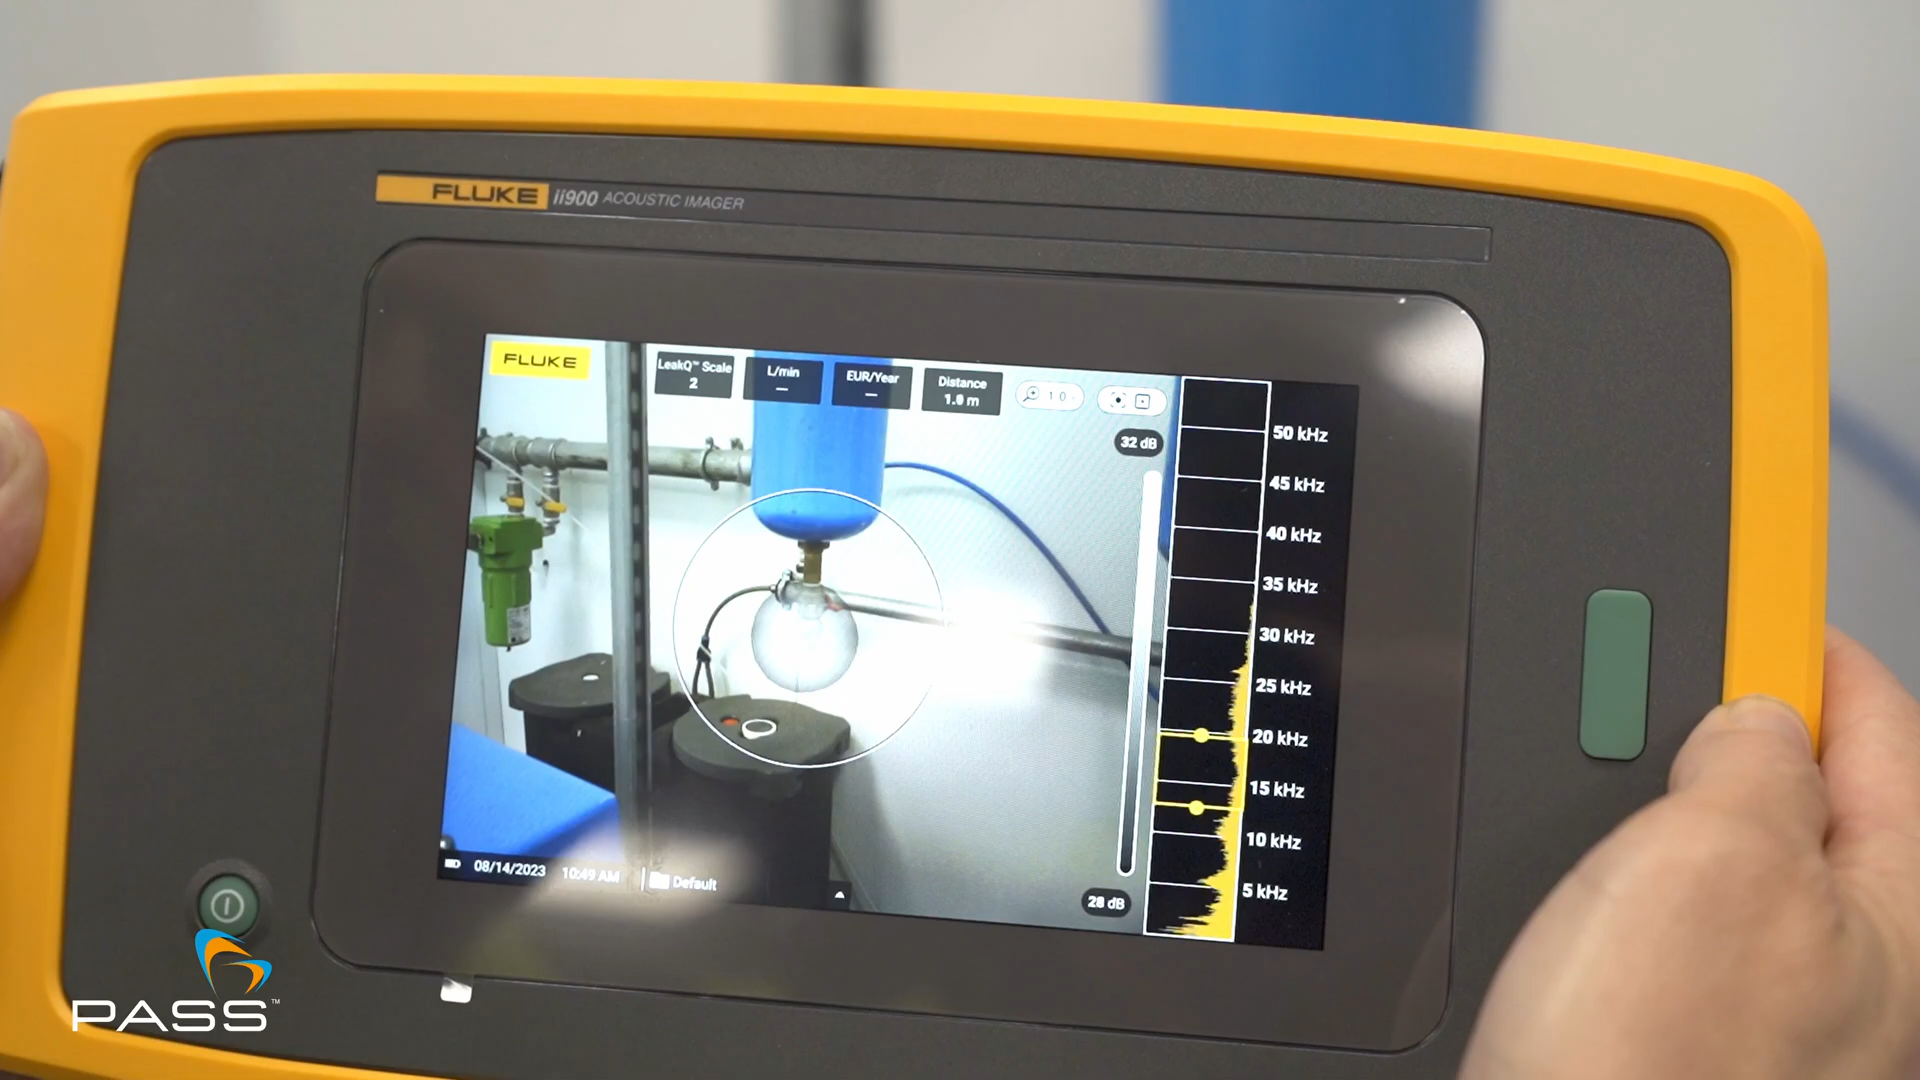 FLUKE ii900 ACOUSTIC IMAGER
FLUKE
LeakQ™ Scale
2
L/min
—
EUR/Year
—
Distance
1.0 m
1.0
32 dB
50 kHz
45 kHz
40 kHz
35 kHz
30 kHz
25 kHz
20 kHz
15 kHz
10 kHz
5 kHz
28 dB
08/14/2023 10:49 AM Default
PASS™